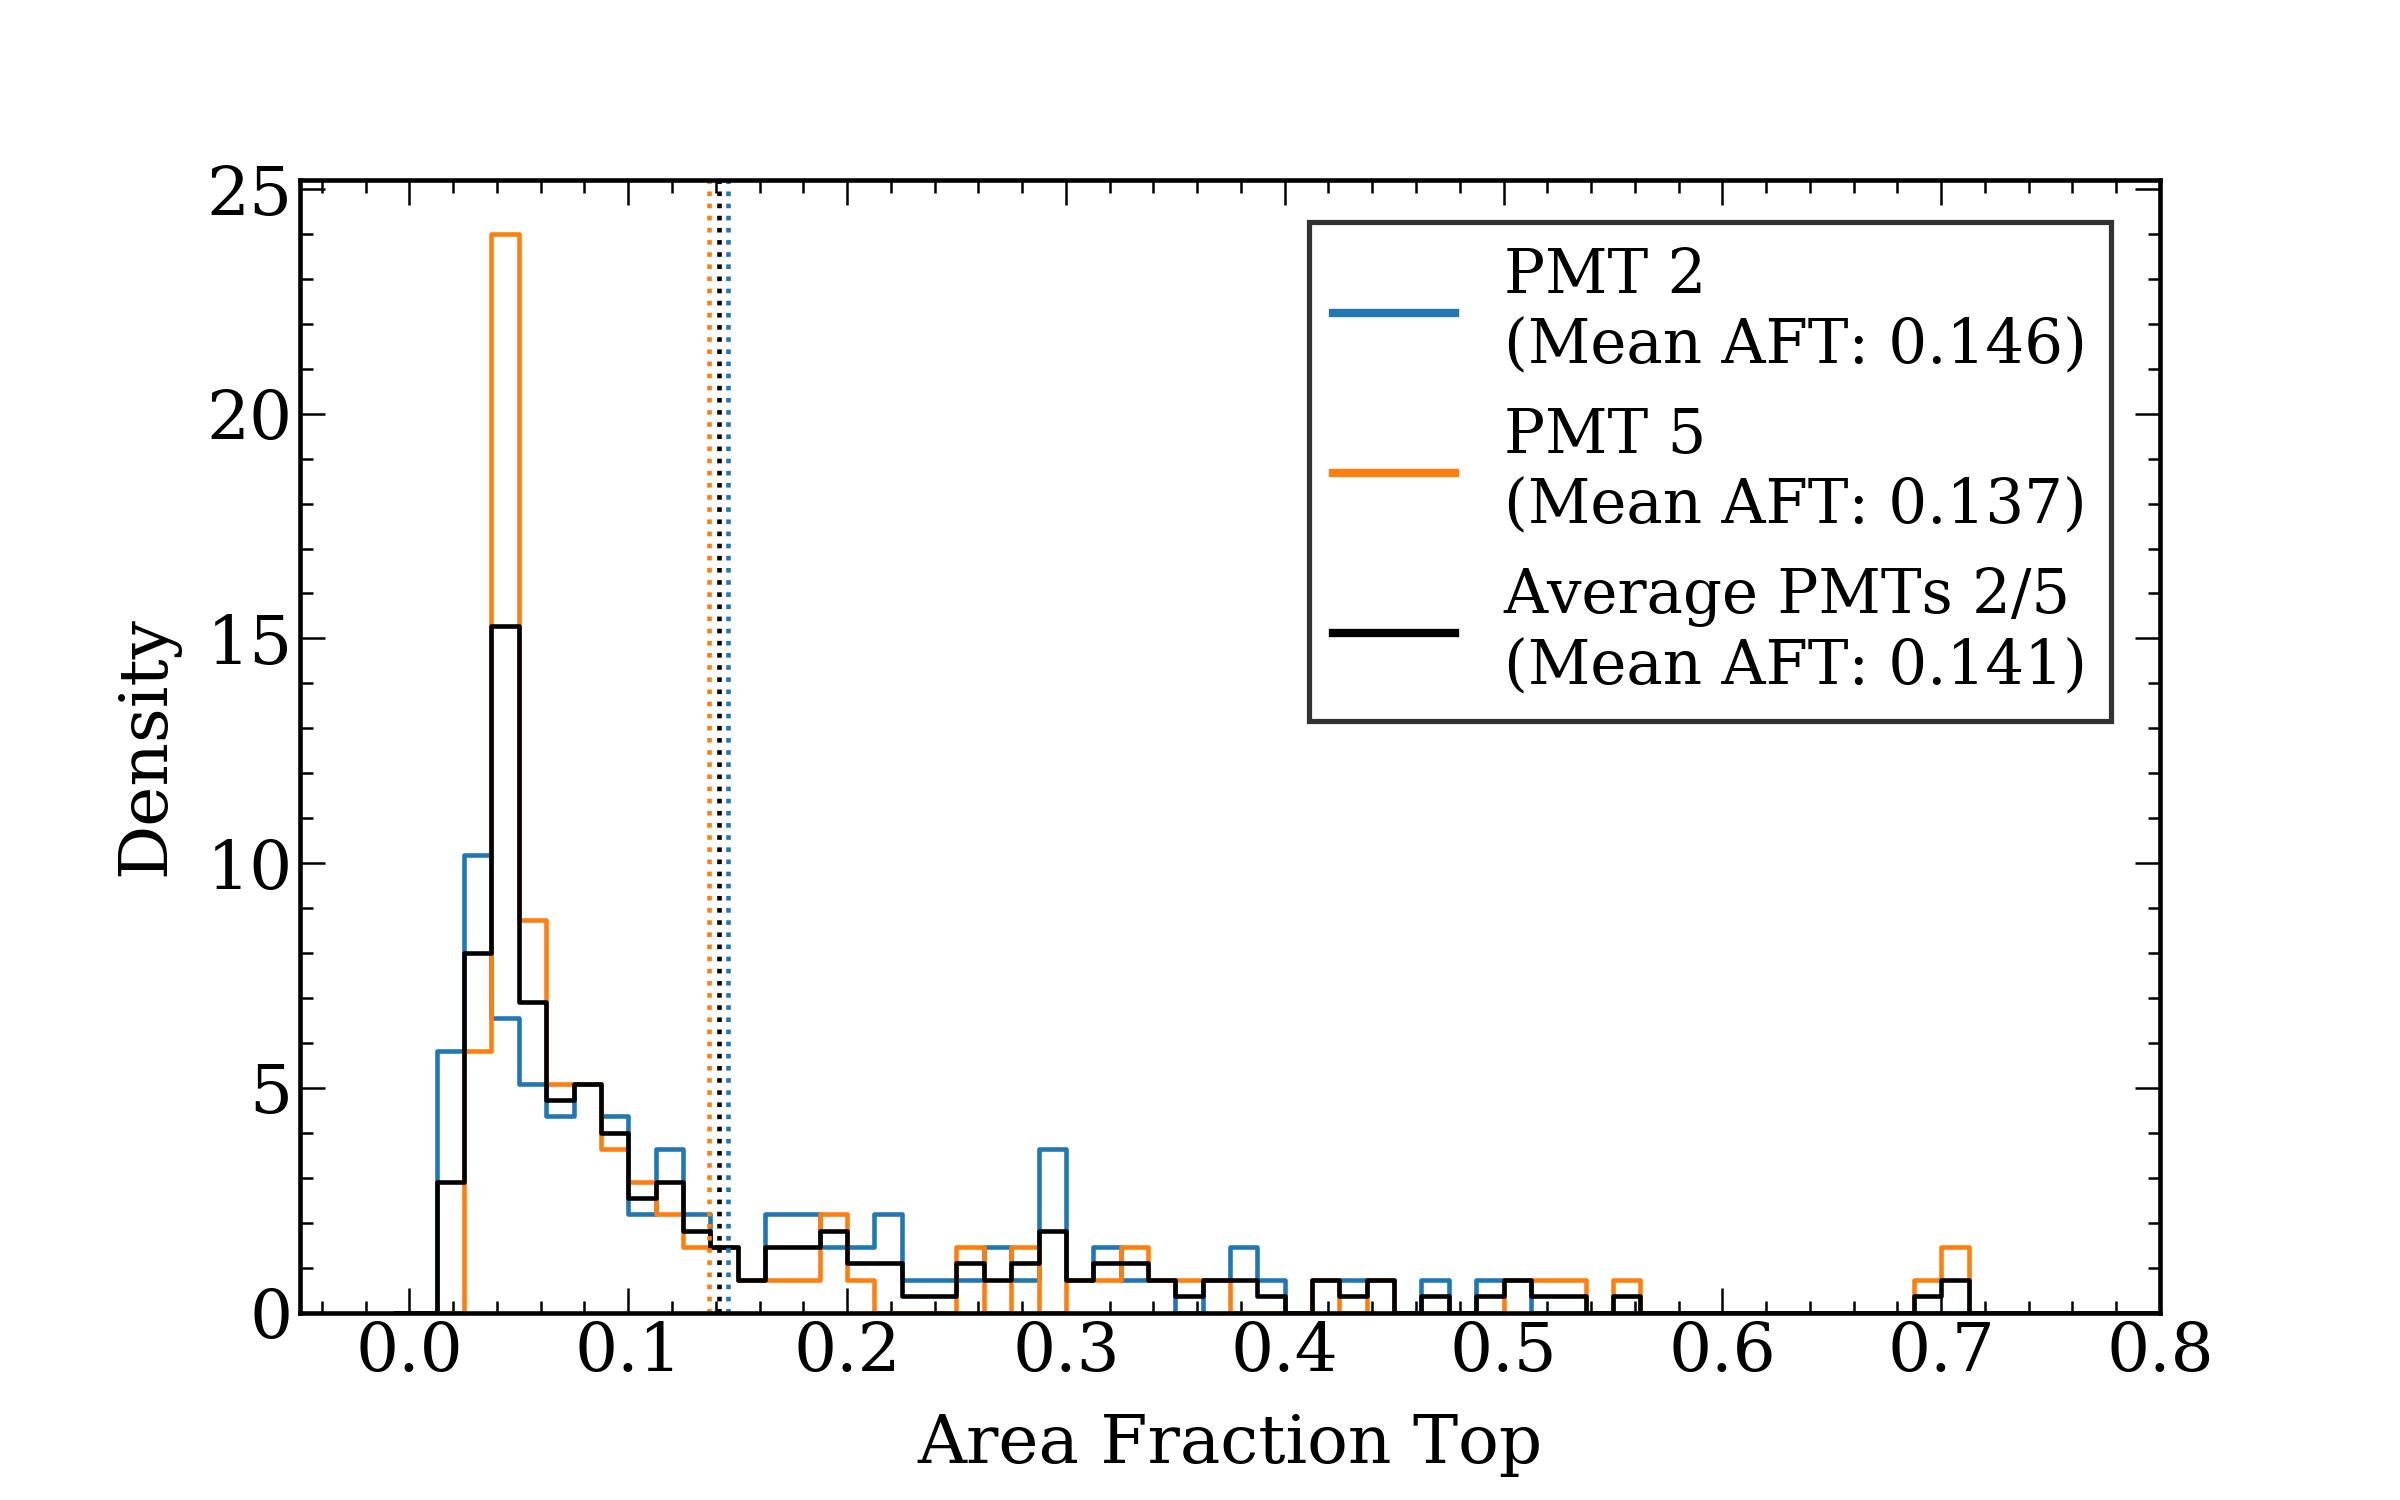 25
20
15
10
5
0
Density
PMT 2
(Mean AFT: 0.146)
PMT 5
(Mean AFT: 0.137)
Average PMTs 2/5
(Mean AFT: 0.141)
0.0 0.1 0.2 0.3 0.4 0.5 0.6 0.7 0.8
Area Fraction Top